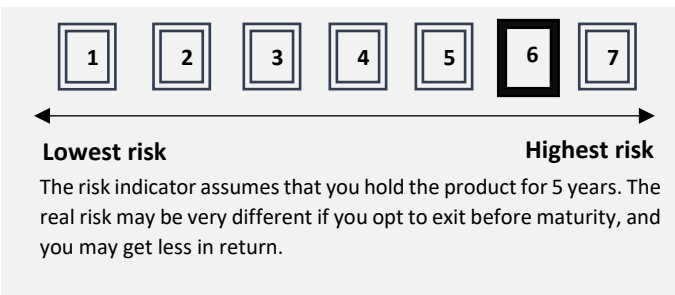 1 2 3 4 5 6 7
Lowest risk Highest risk
The risk indicator assumes that you hold the product for 5 years. The
real risk may be very different if you opt to exit before maturity, and
you may get less in return.